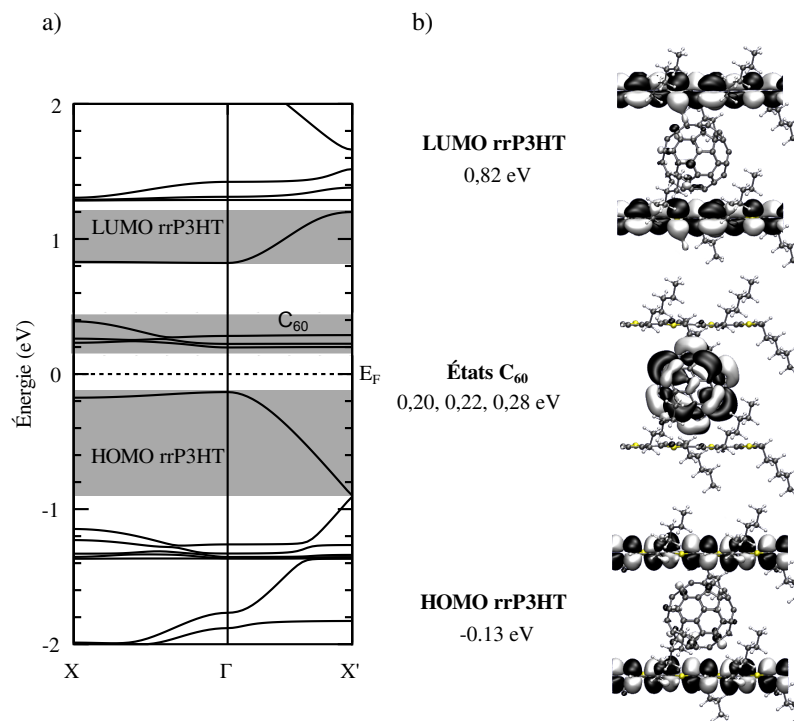 a)
b)
Énergie (eV)
2
1
0
-1
-2
X
Γ
X'
E_F
LUMO rrP3HT
C₆₀
HOMO rrP3HT
LUMO rrP3HT
0,82 eV
États C₆₀
0,20, 0,22, 0,28 eV
HOMO rrP3HT
-0.13 eV